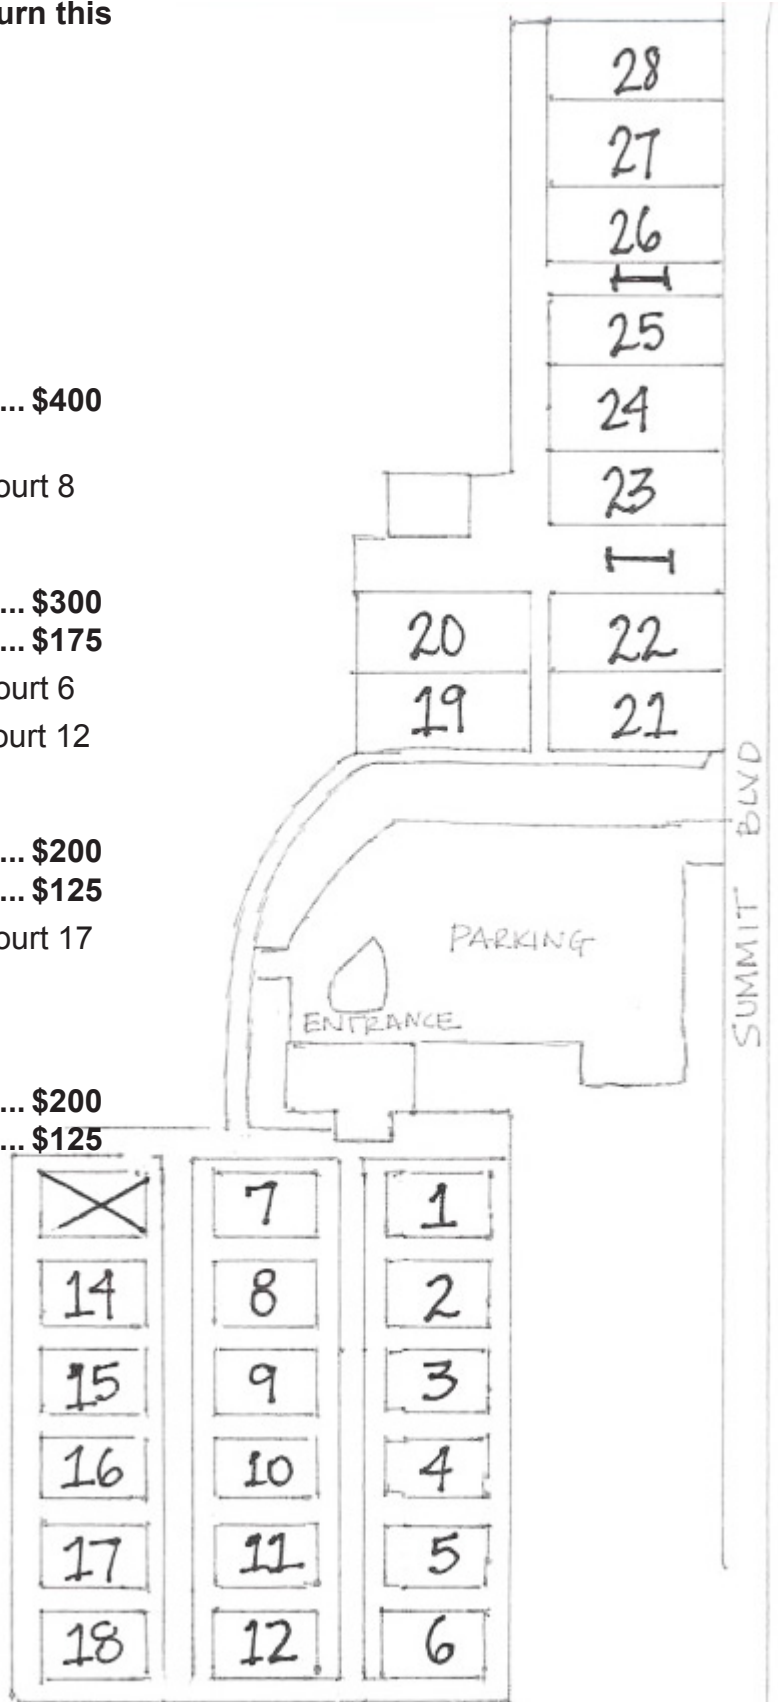 urn this
... $400
ourt 8
... $300
... $175
ourt 6
ourt 12
... $200
... $125
ourt 17
... $200
... $125
28
27
26
25
24
23
20 22
19 21
SUMMIT BLVD
PARKING
ENTRANCE
7 1
14 8 2
15 9 3
16 10 4
17 11 5
18 12 6